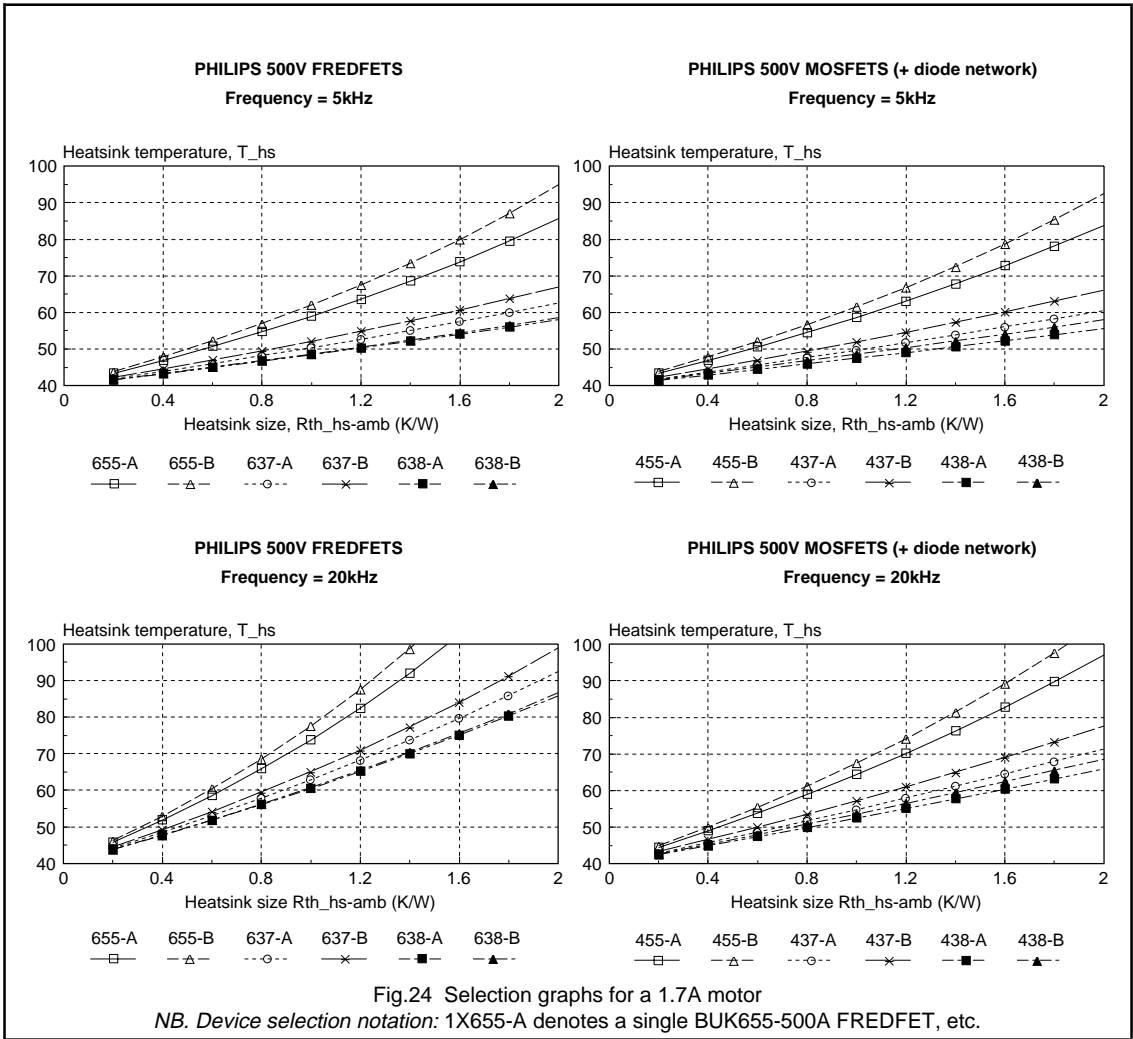 PHILIPS 500V FREDFETS
Frequency = 5kHz
Heatsink temperature, T_hs
100
90
80
70
60
50
40
0 0.4 0.8 1.2 1.6 2
Heatsink size, Rth_hs-amb (K/W)
655-A 655-B 637-A 637-B 638-A 638-B
PHILIPS 500V MOSFETS (+ diode network)
Frequency = 5kHz
Heatsink temperature, T_hs
100
90
80
70
60
50
40
0 0.4 0.8 1.2 1.6 2
Heatsink size, Rth_hs-amb (K/W)
455-A 455-B 437-A 437-B 438-A 438-B
PHILIPS 500V FREDFETS
Frequency = 20kHz
Heatsink temperature, T_hs
100
90
80
70
60
50
40
0 0.4 0.8 1.2 1.6 2
Heatsink size Rth_hs-amb (K/W)
655-A 655-B 637-A 637-B 638-A 638-B
PHILIPS 500V MOSFETS (+ diode network)
Frequency = 20kHz
Heatsink temperature, T_hs
100
90
80
70
60
50
40
0 0.4 0.8 1.2 1.6 2
Heatsink size Rth_hs-amb (K/W)
455-A 455-B 437-A 437-B 438-A 438-B
Fig.24 Selection graphs for a 1.7A motor
NB. Device selection notation: 1X655-A denotes a single BUK655-500A FREDFET, etc.